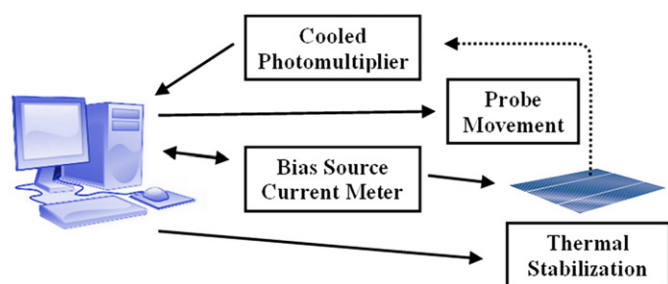 Cooled
Photomultiplier
Probe
Movement
Bias Source
Current Meter
Thermal
Stabilization